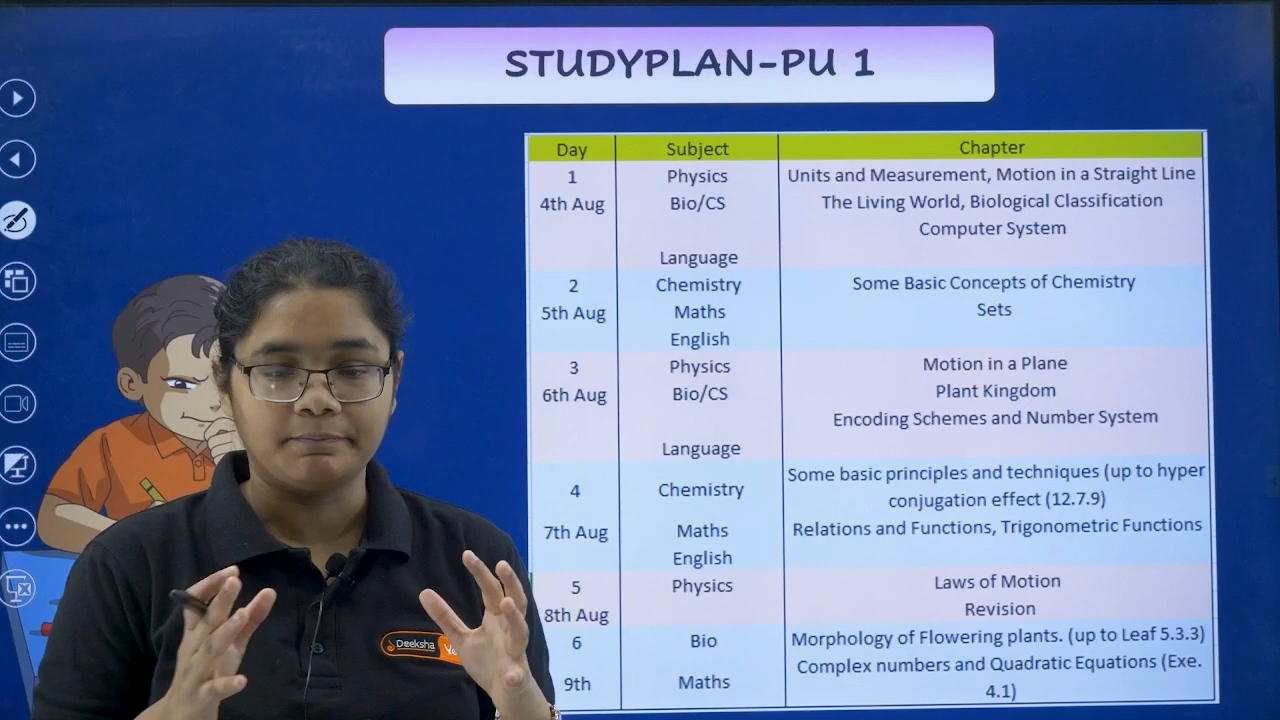 STUDYPLAN-PU 1
Day Subject Chapter
1 Physics Units and Measurement, Motion in a Straight Line
4th Aug Bio/CS The Living World, Biological Classification
Computer System
Language
2 Chemistry Some Basic Concepts of Chemistry
5th Aug Maths Sets
English
3 Physics Motion in a Plane
6th Aug Bio/CS Plant Kingdom
Encoding Schemes and Number System
Language
4 Chemistry Some basic principles and techniques (up to hyper
conjugation effect (12.7.9)
7th Aug Maths Relations and Functions, Trigonometric Functions
English
5 Physics Laws of Motion
8th Aug Revision
6 Bio Morphology of Flowering plants. (up to Leaf 5.3.3)
9th Maths Complex numbers and Quadratic Equations (Exe.
4.1)
Deeksha